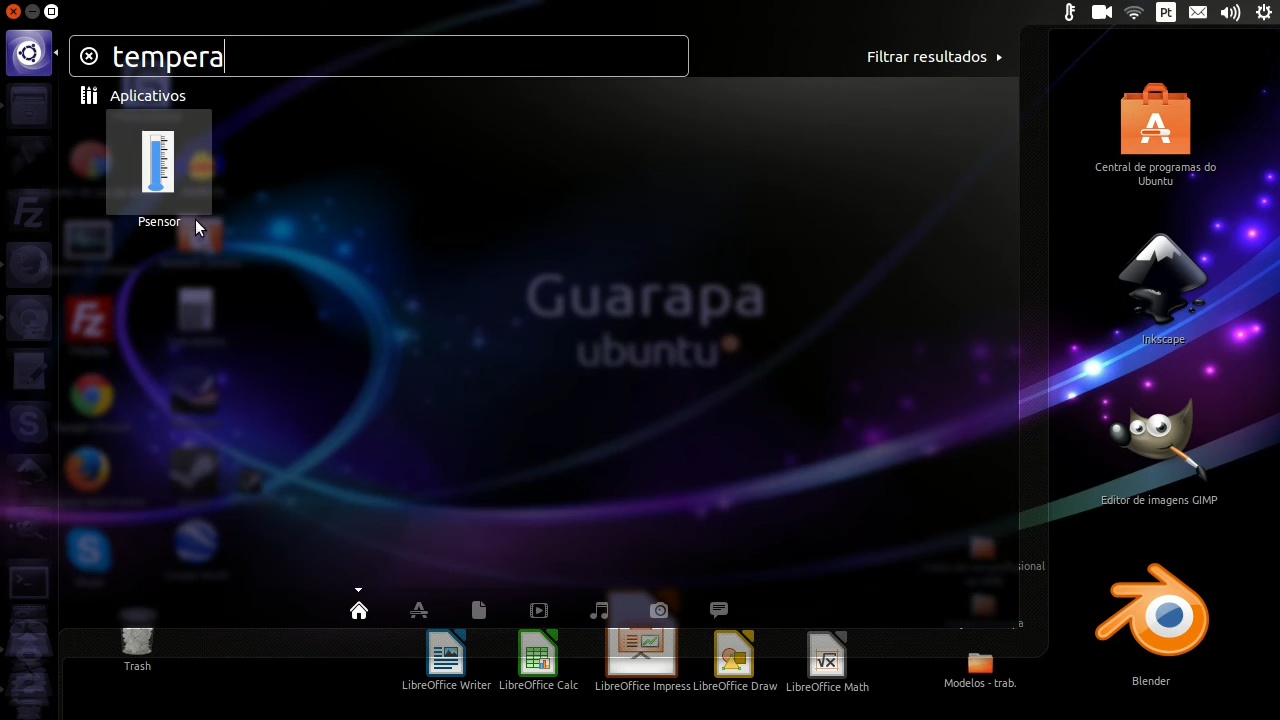 Pt
tempera
Filtrar resultados
Aplicativos
Psensor
Guarapa
ubuntu
Central de programas do
Ubuntu
Inkscape
Editor de imagens GIMP
Blender
Trash
LibreOffice Writer
LibreOffice Calc
LibreOffice Impress
LibreOffice Draw
LibreOffice Math
Modelos - trab.